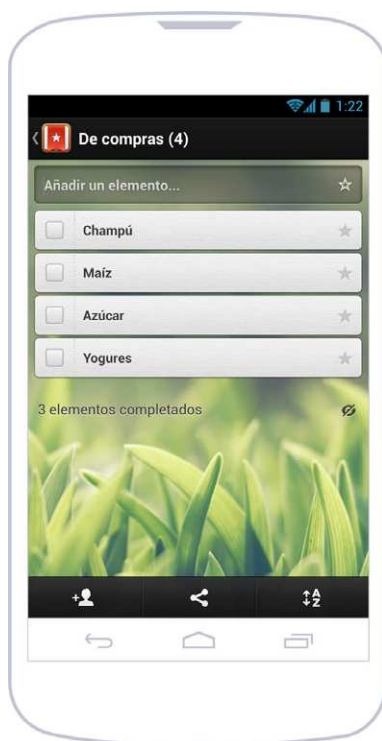 1:22
De compras (4)
Añadir un elemento...
Champú
Maíz
Azúcar
Yogures
3 elementos completados
A
Z